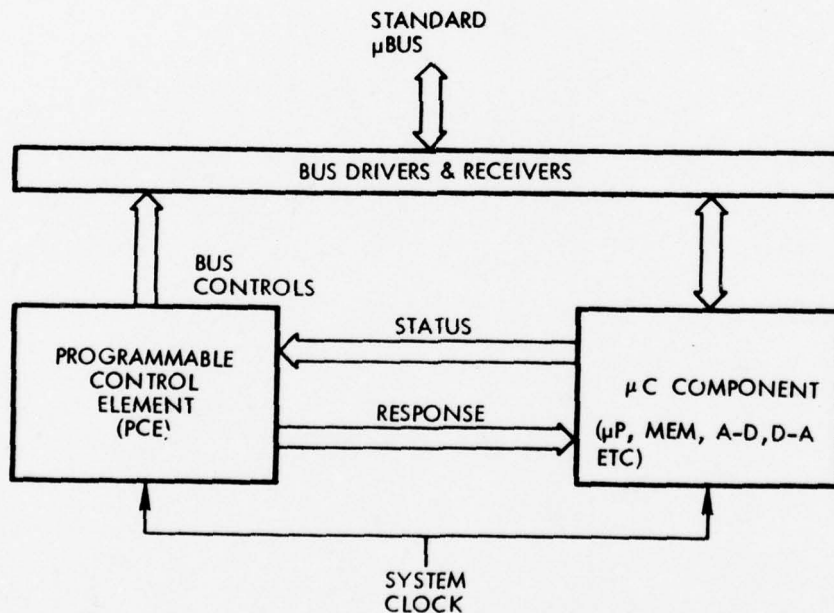 STANDARD
μBUS
BUS DRIVERS & RECEIVERS
BUS
CONTROLS
STATUS
PROGRAMMABLE
CONTROL
ELEMENT
(PCE)
RESPONSE
μC COMPONENT
(μP, MEM, A-D, D-A
ETC)
SYSTEM
CLOCK